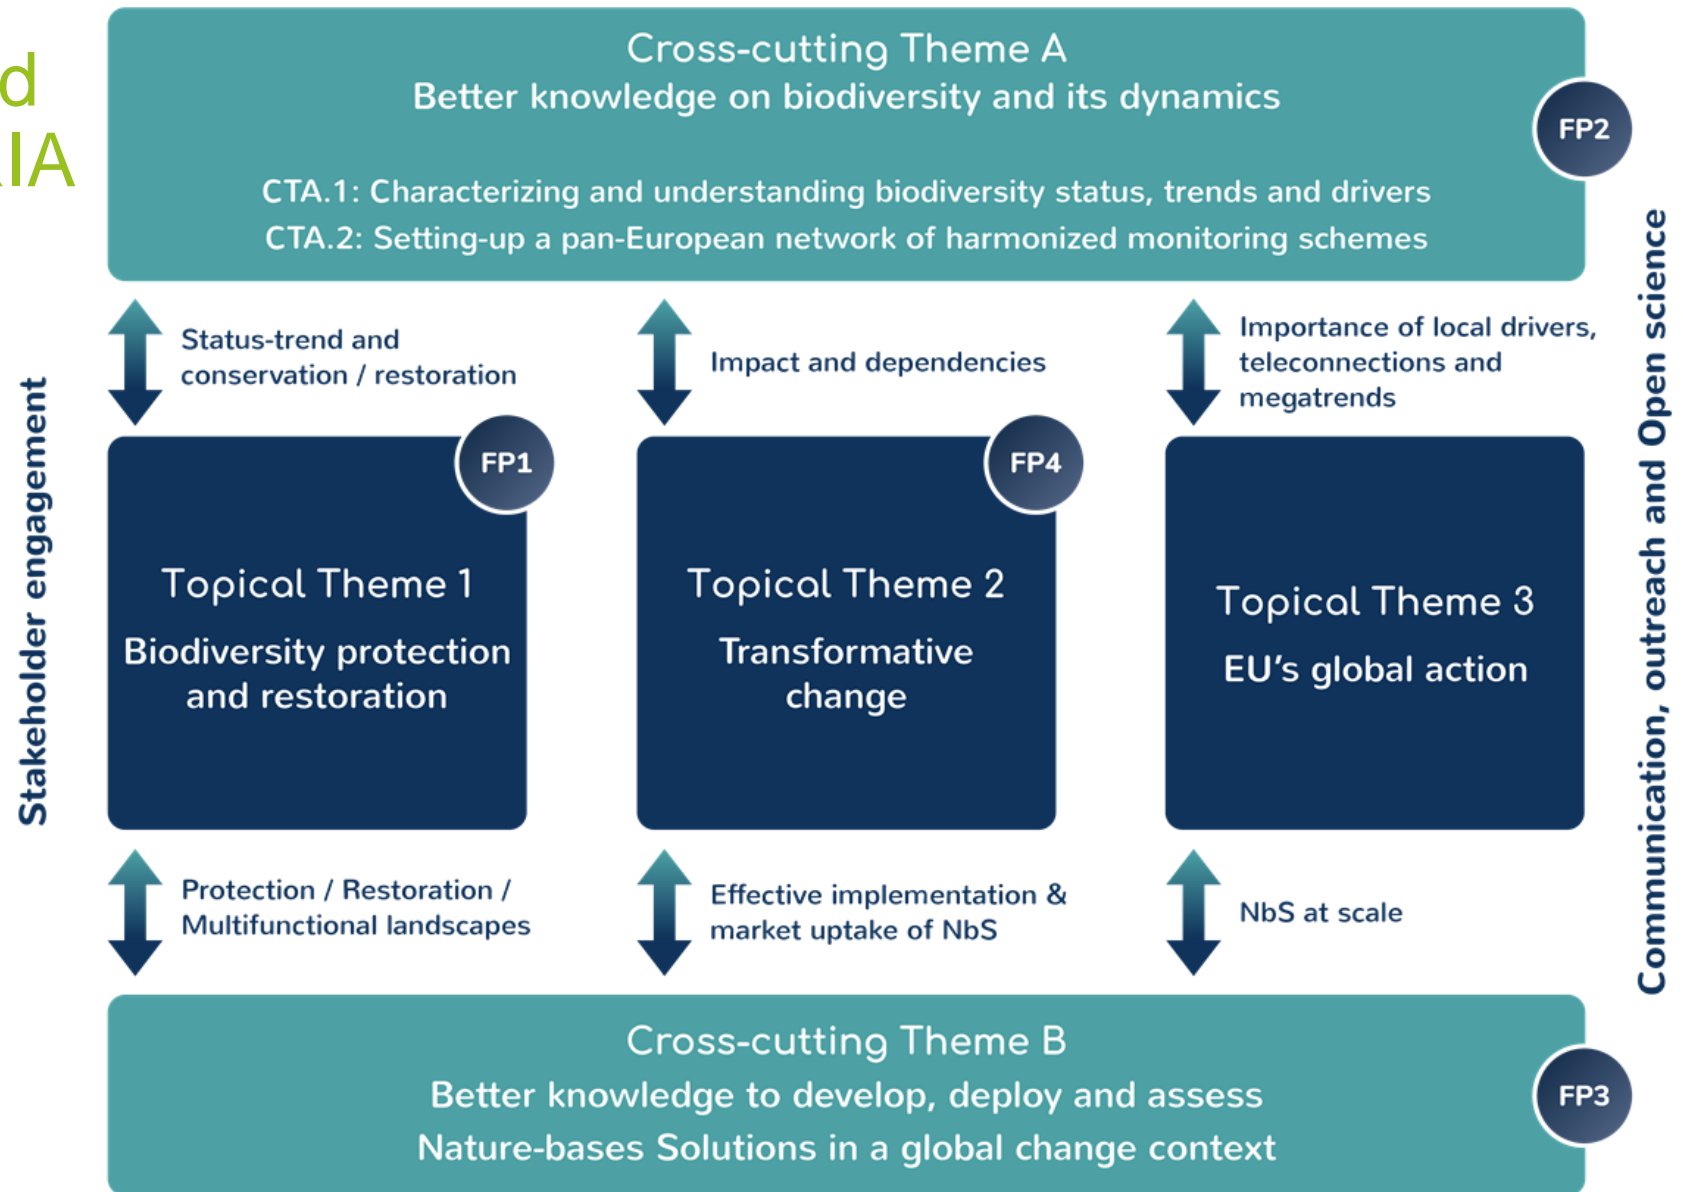 d
IA
Cross-cutting Theme A
Better knowledge on biodiversity and its dynamics
FP2
CTA.1: Characterizing and understanding biodiversity status, trends and drivers
CTA.2: Setting-up a pan-European network of harmonized monitoring schemes
Stakeholder engagement
Status-trend and
conservation / restoration
Impact and dependencies
Importance of local drivers,
teleconnections and
megatrends
FP1
Topical Theme 1
Biodiversity protection
and restoration
FP4
Topical Theme 2
Transformative
change
Topical Theme 3
EU's global action
Protection / Restoration /
Multifunctional landscapes
Effective implementation &
market uptake of NbS
NbS at scale
Communication, outreach and Open science
Cross-cutting Theme B
Better knowledge to develop, deploy and assess
Nature-bases Solutions in a global change context
FP3